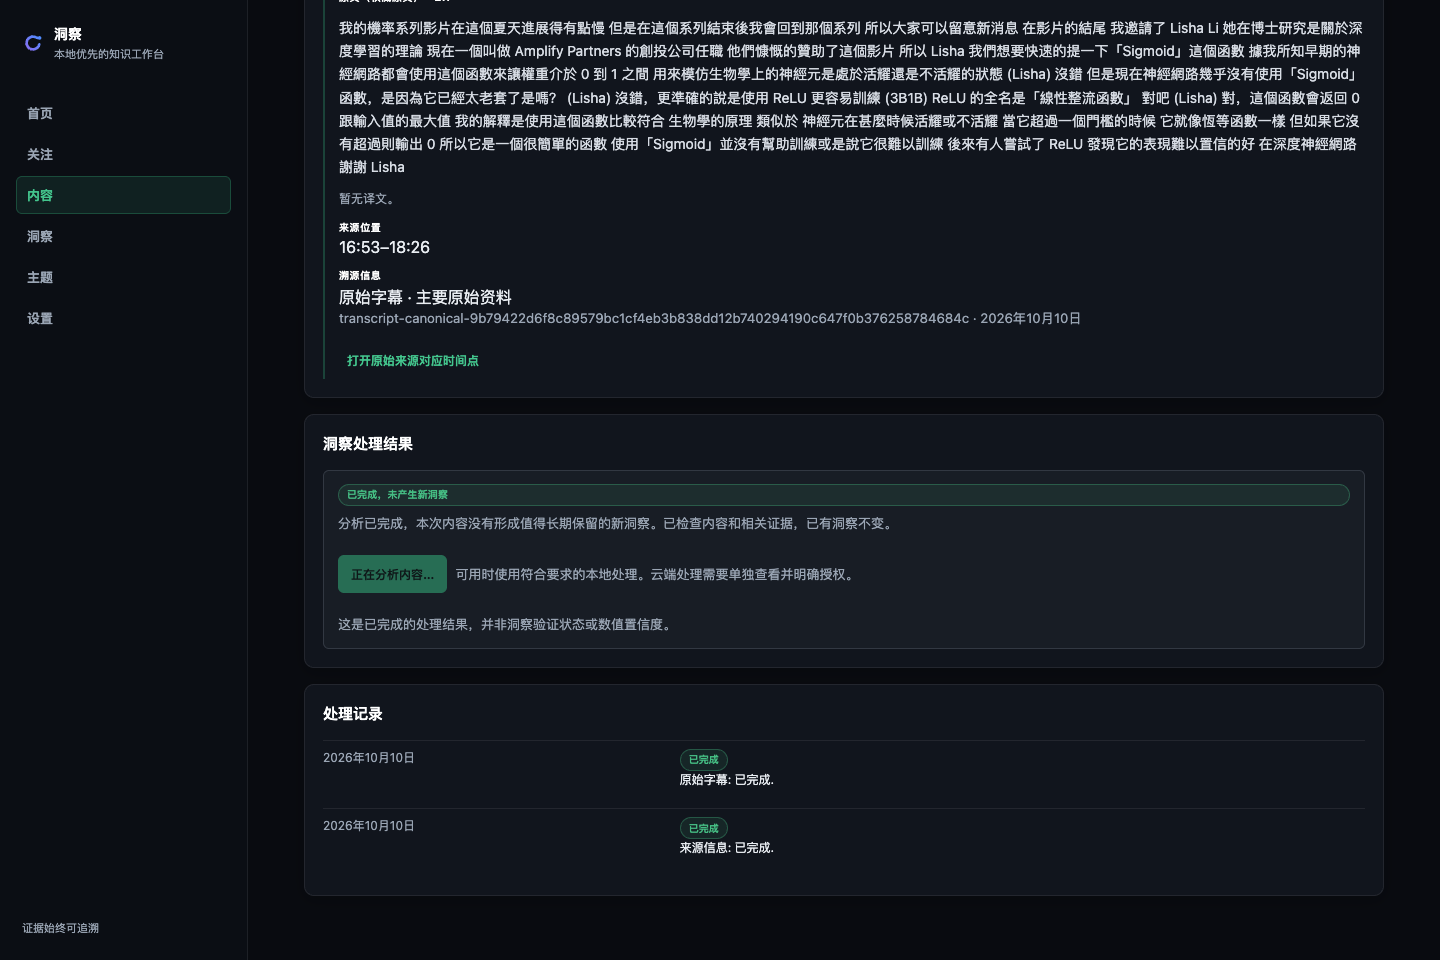 洞察
本地优先的知识工作台
首页
关注
内容
洞察
主题
设置
证据始终可追溯
我的機率系列影片在這個夏天進展得有點慢 但是在這個系列結束後我會回到那個系列 所以大家可以留意新消息 在影片的結尾 我邀請了 Lisha Li 她在博士研究是關於深
度學習的理論 現在一個叫做 Amplify Partners 的創投公司任職 他們慷慨的贊助了這個影片 所以 Lisha 我們想要快速的提一下「Sigmoid」這個函數 據我所知早期的神
經網路都會使用這個函數來讓權重介於 0 到 1 之間 用來模仿生物學上的神經元是處於活耀還是不活耀的狀態 (Lisha) 沒錯 但是現在神經網路幾乎沒有使用「Sigmoid」
函數，是因為它已經太老套了是嗎？ (Lisha) 沒錯，更準確的說是使用 ReLU 更容易訓練 (3B1B) ReLU 的全名是「線性整流函數」 對吧 (Lisha) 對，這個函數會返回 0
跟輸入值的最大值 我的解釋是使用這個函數比較符合 生物學的原理 類似於 神經元在甚麼時候活耀或不活耀 當它超過一個門檻的時候 它就像恆等函數一樣 但如果它沒
有超過則輸出 0 所以它是一個很簡單的函數 使用「Sigmoid」並沒有幫助訓練或是說它很難以訓練 後來有人嘗試了 ReLU 發現它的表現難以置信的好 在深度神經網路
謝謝 Lisha
暂无译文。
来源位置
16:53–18:26
溯源信息
原始字幕 · 主要原始资料
transcript-canonical-9b79422d6f8c89579bc1cf4eb3b838dd12b740294190c647f0b376258784684c · 2026年10月10日
打开原始来源对应时间点
洞察处理结果
已完成，未产生新洞察
分析已完成，本次内容没有形成值得长期保留的新洞察。已检查内容和相关证据，已有洞察不变。
正在分析内容... 可用时使用符合要求的本地处理。云端处理需要单独查看并明确授权。
这是已完成的处理结果，并非洞察验证状态或数值置信度。
处理记录
2026年10月10日
已完成
原始字幕: 已完成.
2026年10月10日
已完成
来源信息: 已完成.